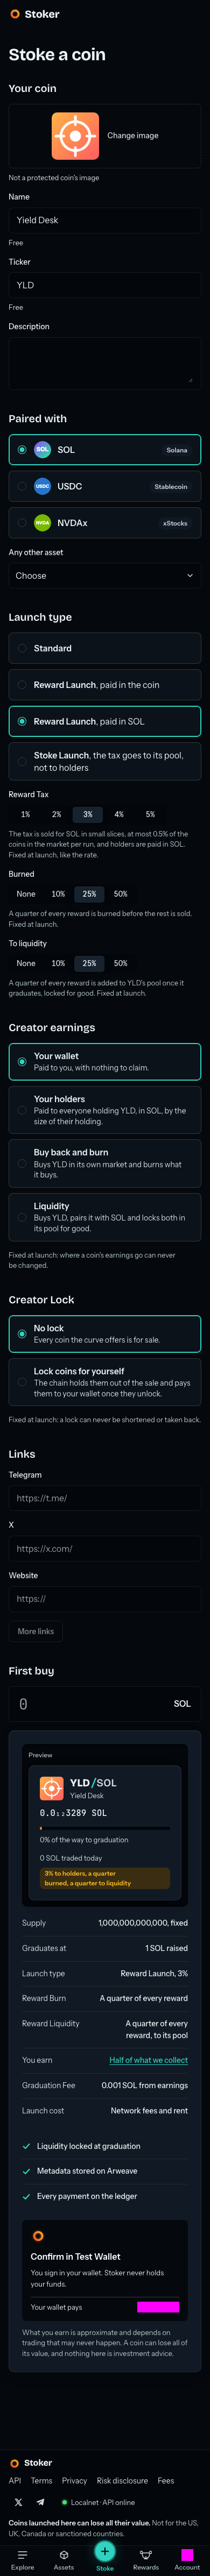 Stoker
Stoke a coin
Your coin
Change image
Not a protected coin's image
Name
Yield Desk
Free
Ticker
YLD
Free
Description
Paired with
SOL
SOL
Solana
USDC
USDC
Stablecoin
NVDA
NVDAx
xStocks
Any other asset
Choose
Launch type
Standard
Reward Launch, paid in the coin
Reward Launch, paid in SOL
Stoke Launch, the tax goes to its pool,
not to holders
Reward Tax
1% 2% 3% 4% 5%
The tax is sold for SOL in small slices, at most 0.5% of the
coins in the market per run, and holders are paid in SOL.
Fixed at launch, like the rate.
Burned
None 10% 25% 50%
A quarter of every reward is burned before the rest is sold.
Fixed at launch.
To liquidity
None 10% 25% 50%
A quarter of every reward is added to YLD's pool once it
graduates, locked for good. Fixed at launch.
Creator earnings
Your wallet
Paid to you, with nothing to claim.
Your holders
Paid to everyone holding YLD, in SOL, by the
size of their holding.
Buy back and burn
Buys YLD in its own market and burns what
it buys.
Liquidity
Buys YLD, pairs it with SOL and locks both in
its pool for good.
Fixed at launch: where a coin's earnings go can never
be changed.
Creator Lock
No lock
Every coin the curve offers is for sale.
Lock coins for yourself
The chain holds them out of the sale and pays
them to your wallet once they unlock.
Fixed at launch: a lock can never be shortened or taken back.
Links
Telegram
https://t.me/
X
https://x.com/
Website
https://
More links
First buy
0
SOL
Preview
YLD/SOL
Yield Desk
0.0₁₂3289 SOL
0% of the way to graduation
0 SOL traded today
3% to holders, a quarter
burned, a quarter to liquidity
Supply 1,000,000,000,000, fixed
Graduates at 1 SOL raised
Launch type Reward Launch, 3%
Reward Burn A quarter of every reward
Reward Liquidity A quarter of every
reward, to its pool
You earn Half of what we collect
Graduation Fee 0.001 SOL from earnings
Launch cost Network fees and rent
Liquidity locked at graduation
Metadata stored on Arweave
Every payment on the ledger
Confirm in Test Wallet
You sign in your wallet. Stoker never holds
your funds.
Your wallet pays
What you earn is approximate and depends on
trading that may never happen. A coin can lose all of
its value, and nothing here is investment advice.
Stoker
API Terms Privacy Risk disclosure Fees
Localnet · API online
Coins launched here can lose all their value. Not for the US,
UK, Canada or sanctioned countries.
Explore Assets Stoke Rewards Account